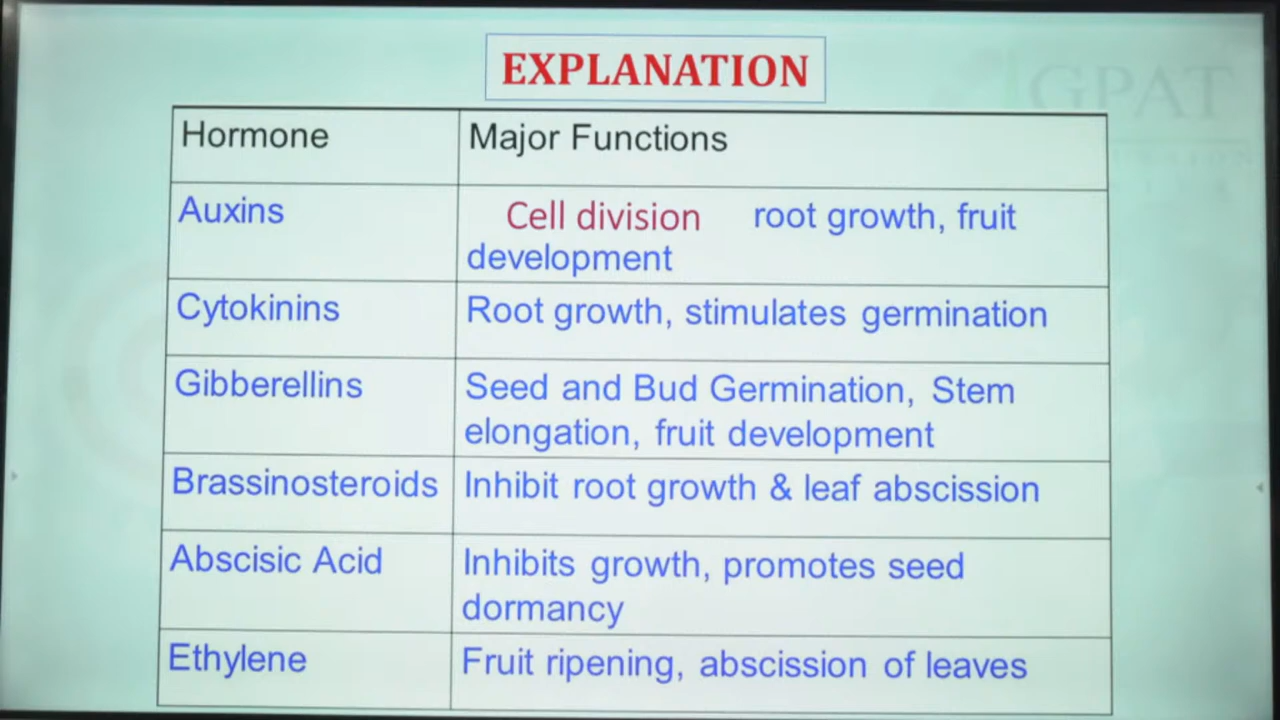 EXPLANATION
GPAT
Hormone Major Functions
Auxins Cell division root growth, fruit
development
Cytokinins Root growth, stimulates germination
Gibberellins Seed and Bud Germination, Stem
elongation, fruit development
Brassinosteroids Inhibit root growth & leaf abscission
Abscisic Acid Inhibits growth, promotes seed
dormancy
Ethylene Fruit ripening, abscission of leaves